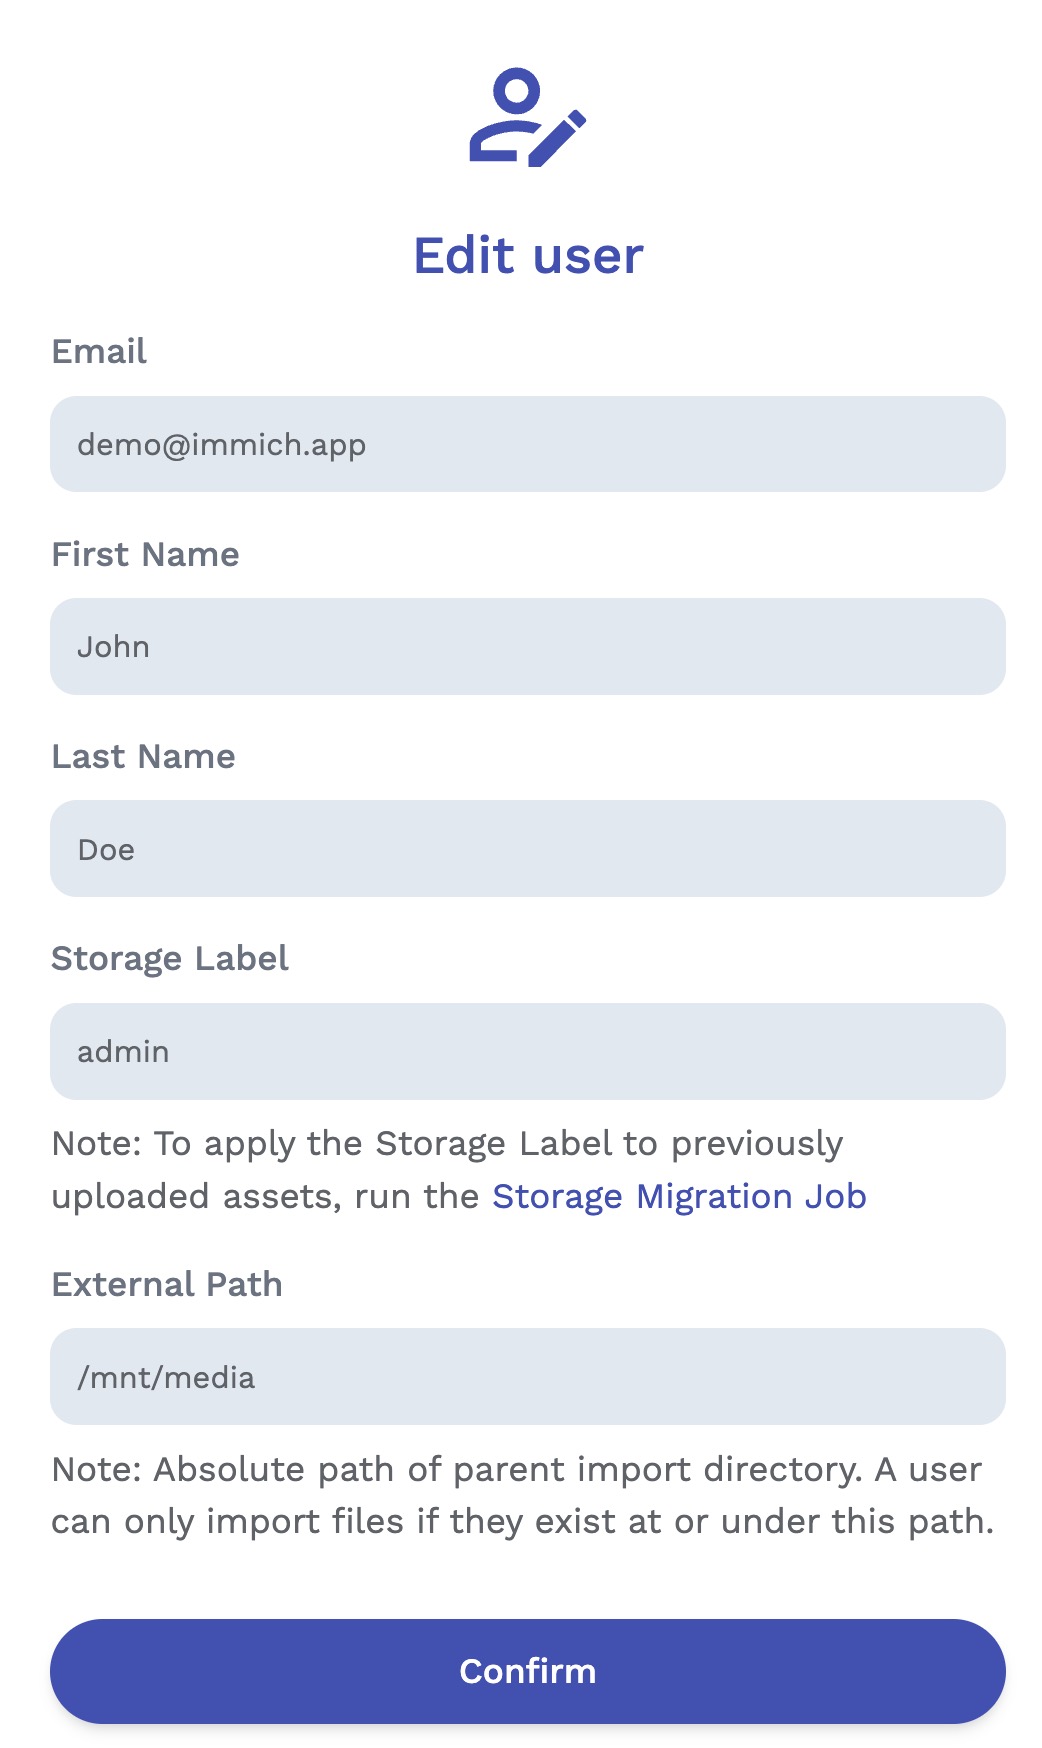 Edit user
Email
demo@immich.app
First Name
John
Last Name
Doe
Storage Label
admin
Note: To apply the Storage Label to previously
uploaded assets, run the Storage Migration Job
External Path
/mnt/media
Note: Absolute path of parent import directory. A user
can only import files if they exist at or under this path.
Confirm